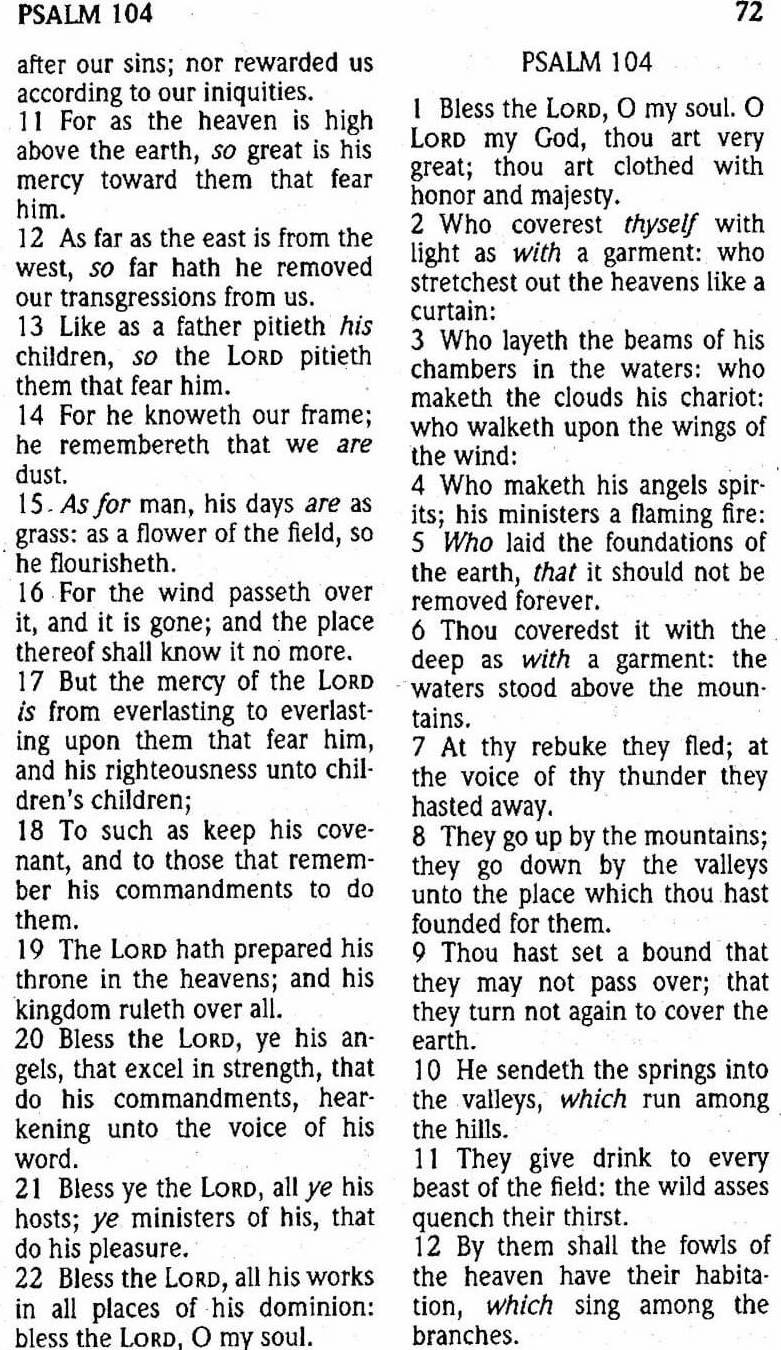 PSALM 104
72
after our sins; nor rewarded us
according to our iniquities.
11 For as the heaven is high
above the earth, so great is his
mercy toward them that fear
him.
12 As far as the east is from the
west, so far hath he removed
our transgressions from us.
13 Like as a father pitieth his
children, so the LORD pitieth
them that fear him.
14 For he knoweth our frame;
he remembereth that we are
dust.
15 As for man, his days are as
grass: as a flower of the field, so
he flourisheth.
16 For the wind passeth over
it, and it is gone; and the place
thereof shall know it no more.
17 But the mercy of the LORD
is from everlasting to everlast-
ing upon them that fear him,
and his righteousness unto chil-
dren's children;
18 To such as keep his cove-
nant, and to those that remem-
ber his commandments to do
them.
19 The LORD hath prepared his
throne in the heavens; and his
kingdom ruleth over all.
20 Bless the LORD, ye his an-
gels, that excel in strength, that
do his commandments, hear-
kening unto the voice of his
word.
21 Bless ye the LORD, all ye his
hosts; ye ministers of his, that
do his pleasure.
22 Bless the LORD, all his works
in all places of his dominion:
bless the LORD, O my soul.
PSALM 104
1 Bless the LORD, O my soul. O
LORD my God, thou art very
great; thou art clothed with
honor and majesty.
2 Who coverest thyself with
light as with a garment: who
stretchest out the heavens like a
curtain:
3 Who layeth the beams of his
chambers in the waters: who
maketh the clouds his chariot:
who walketh upon the wings of
the wind:
4 Who maketh his angels spir-
its; his ministers a flaming fire:
5 Who laid the foundations of
the earth, that it should not be
removed forever.
6 Thou coveredst it with the
deep as with a garment: the
waters stood above the moun-
tains.
7 At thy rebuke they fled; at
the voice of thy thunder they
hasted away.
8 They go up by the mountains;
they go down by the valleys
unto the place which thou hast
founded for them.
9 Thou hast set a bound that
they may not pass over; that
they turn not again to cover the
earth.
10 He sendeth the springs into
the valleys, which run among
the hills.
11 They give drink to every
beast of the field: the wild asses
quench their thirst.
12 By them shall the fowls of
the heaven have their habita-
tion, which sing among the
branches.